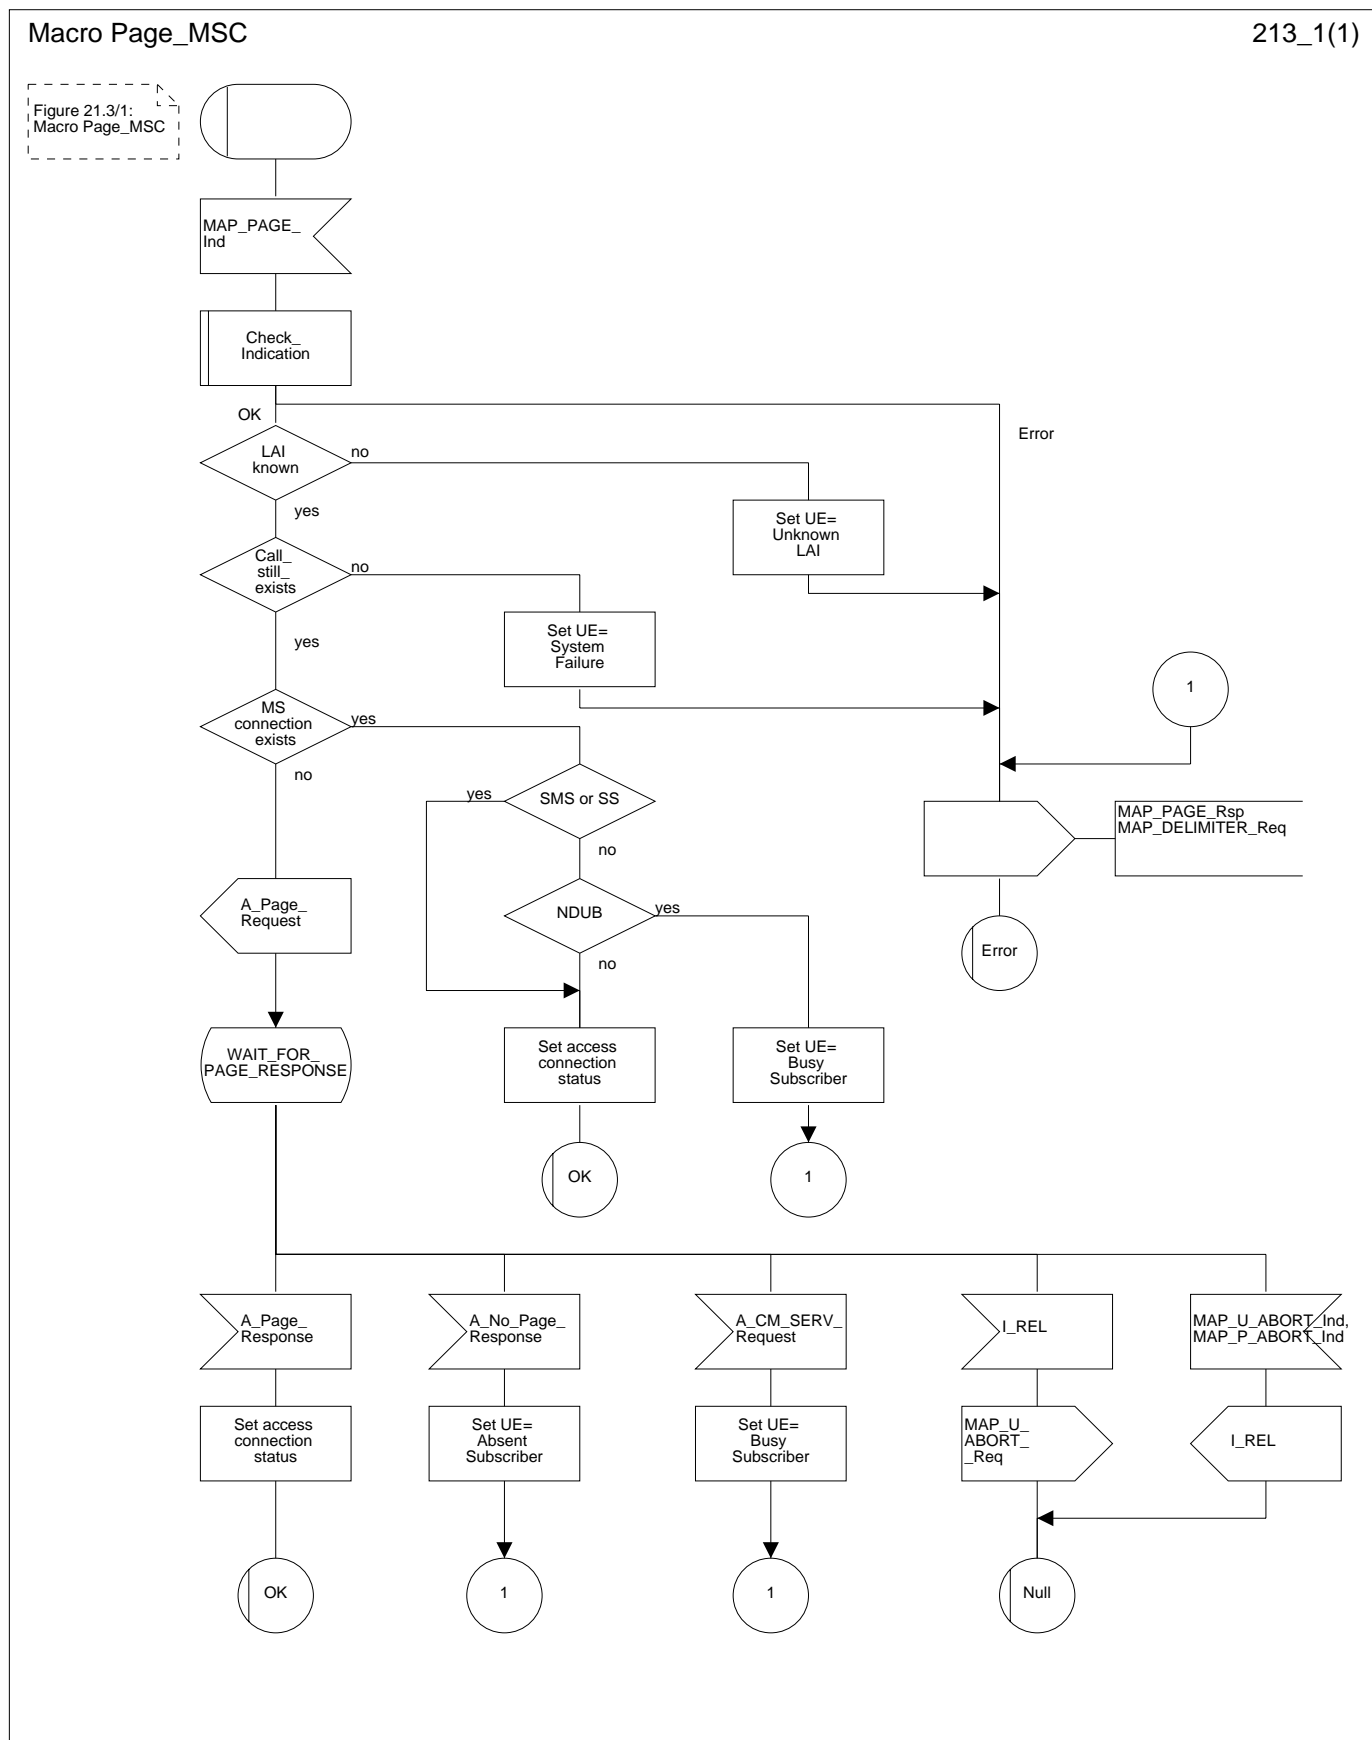 Macro Page_MSC
213_1(1)
Figure 21.3/1:
Macro Page_MSC
MAP_PAGE_
Ind
Check_
Indication
OK
Error
LAI
known
no
yes
Set UE=
Unknown
LAI
Call_
still_
exists
no
yes
Set UE=
System
Failure
1
MS
connection
exists
yes
no
SMS or SS
yes
no
MAP_PAGE_Rsp
MAP_DELIMITER_Req
A_Page_
Request
NDUB
yes
no
Error
WAIT_FOR_
PAGE_RESPONSE
Set access
connection
status
Set UE=
Busy
Subscriber
OK
1
A_Page_
Response
A_No_Page_
Response
A_CM_SERV_
Request
I_REL
MAP_U_ABORT_Ind,
MAP_P_ABORT_Ind
Set access
connection
status
Set UE=
Absent
Subscriber
Set UE=
Busy
Subscriber
MAP_U_
ABORT_
_Req
I_REL
OK
1
1
Null